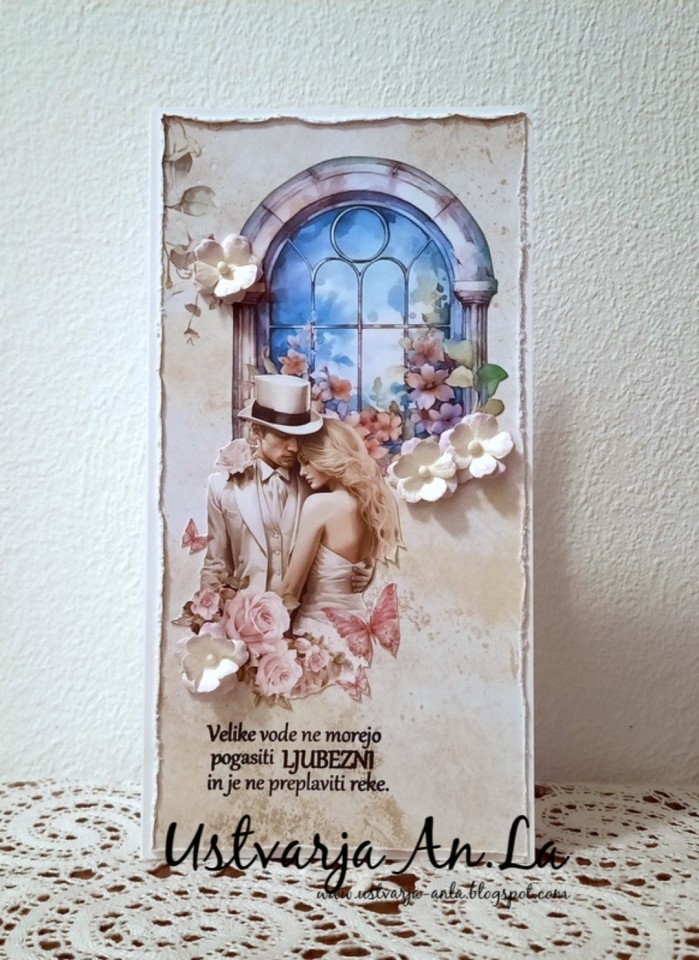 Velike vode ne morejo
pogasiti LJUBEZNI
in je ne preplaviti reke.
Ustvarja An.La
www.ustvarja-anla.blogspot.com